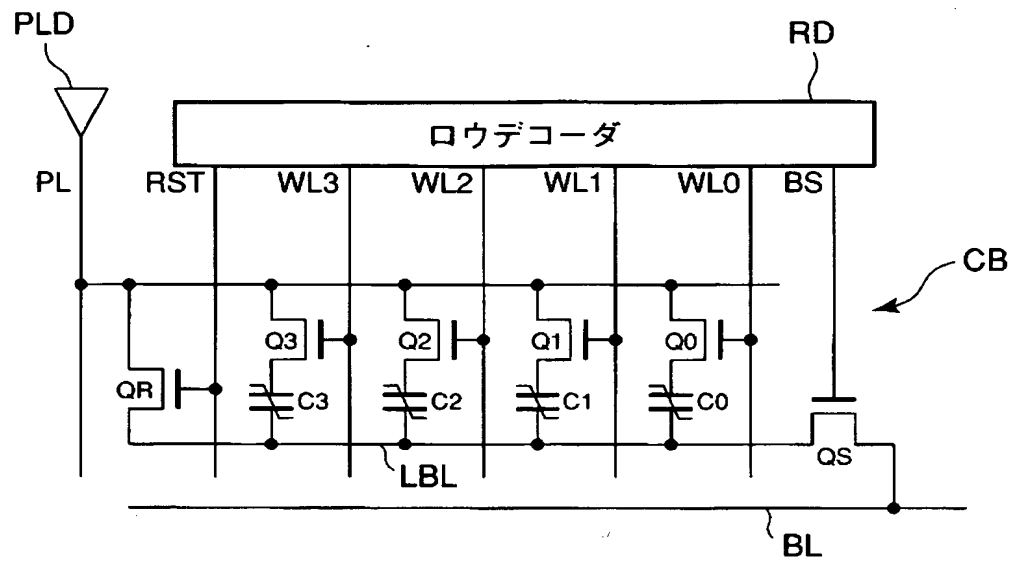 PLD
RD
ロウデコーダ
PL RST WL3 WL2 WL1 WL0 BS
CB
Q3 Q2 Q1 Q0
QR C3 C2 C1 C0
QS
LBL
BL